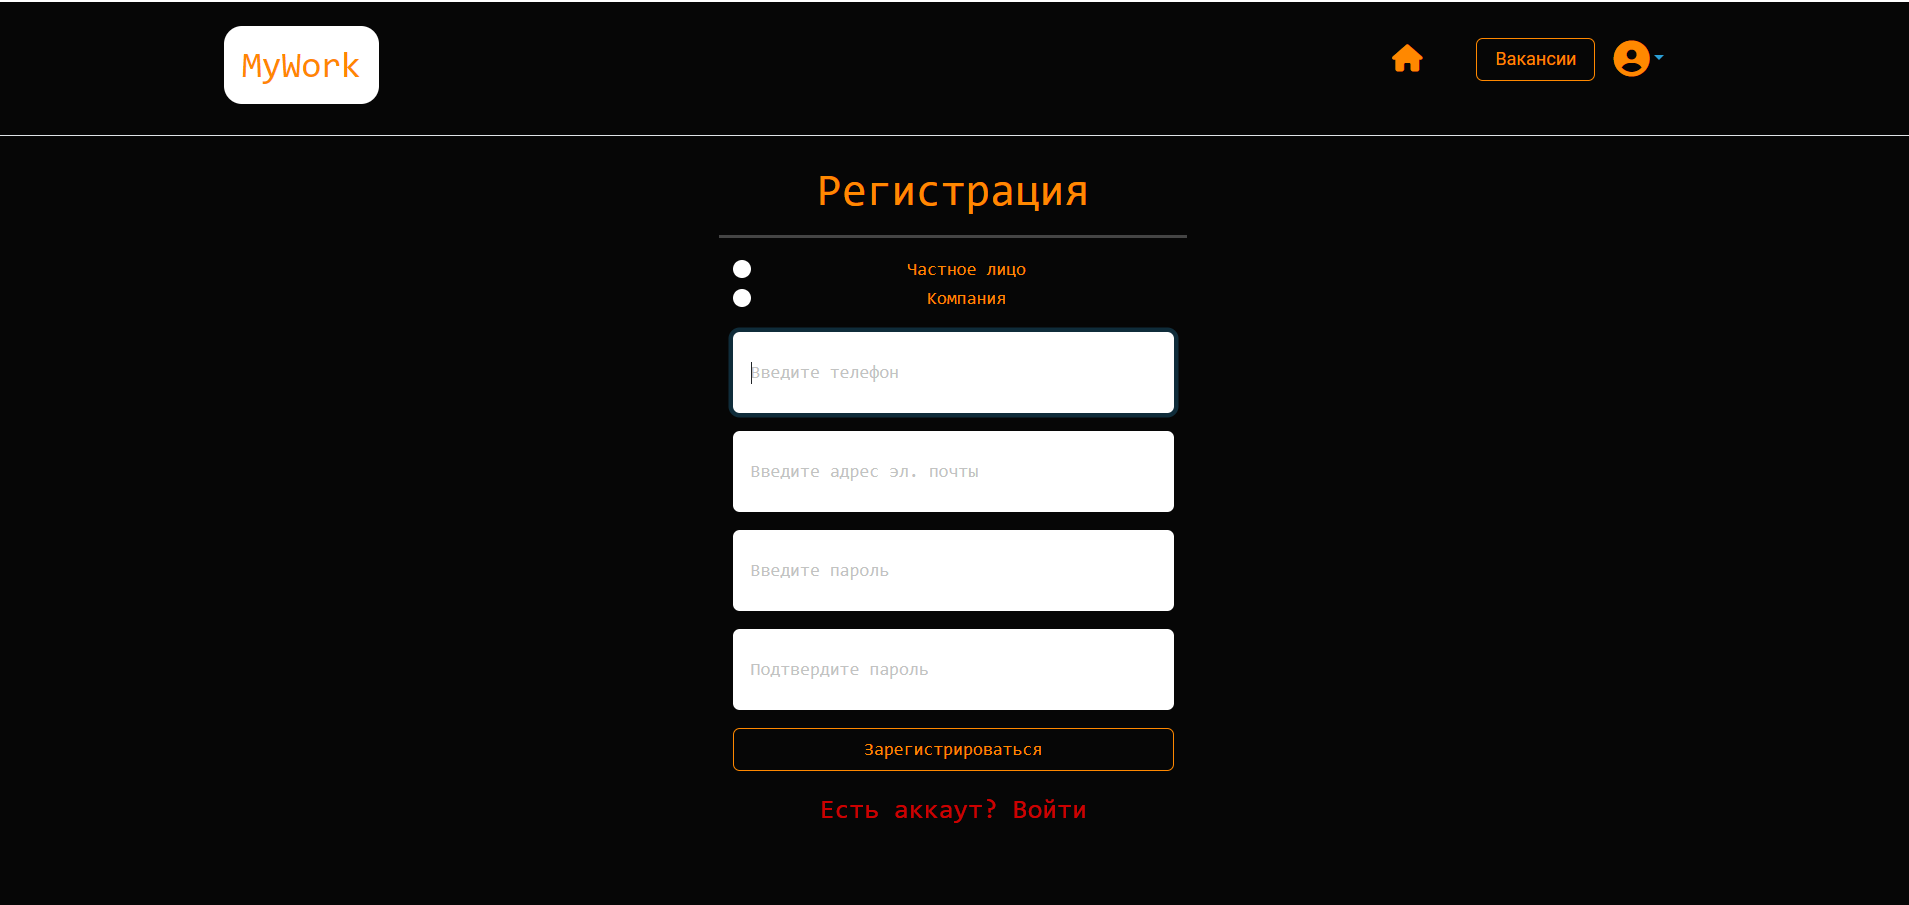 MyWork
Вакансии
Регистрация
Частное лицо
Компания
Введите телефон
Введите адрес эл. почты
Введите пароль
Подтвердите пароль
Зарегистрироваться
Есть аккаут? Войти